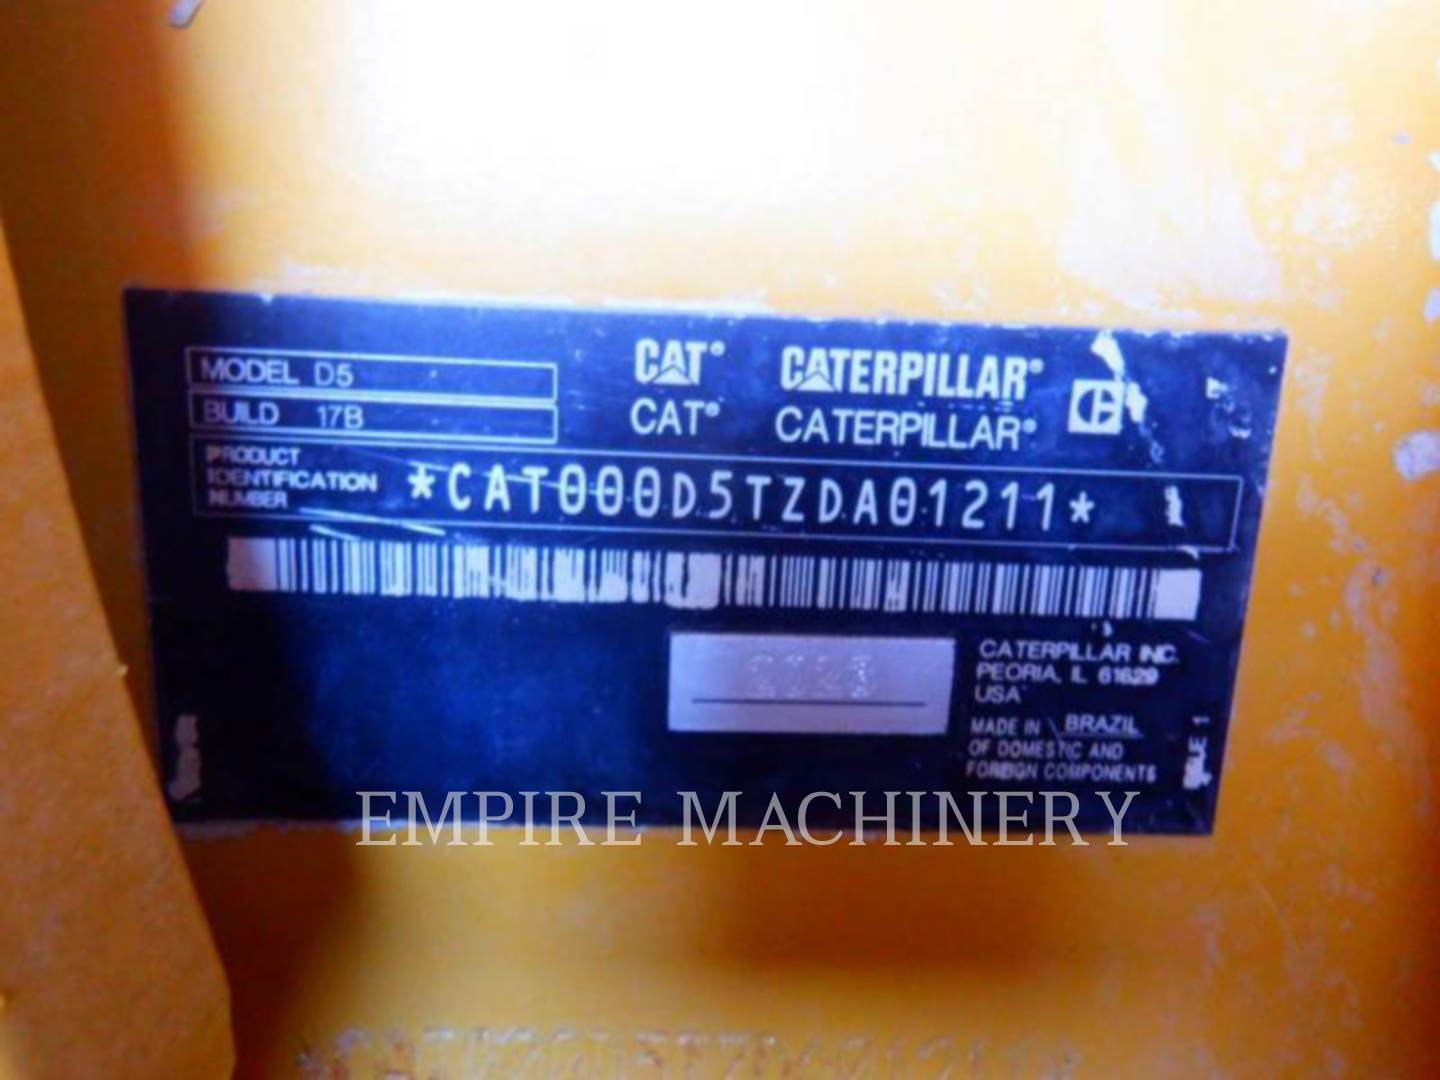 MODEL D5
BUILD 17B
CAT® CATERPILLAR®
CAT® CATERPILLAR®
PRODUCT
IDENTIFICATION
NUMBER
*CAT000D5TZDA01211*
2023
CATERPILLAR INC.
PEORIA, IL 61629
USA
MADE IN BRAZIL
OF DOMESTIC AND
FOREIGN COMPONENTS
EMPIRE MACHINERY